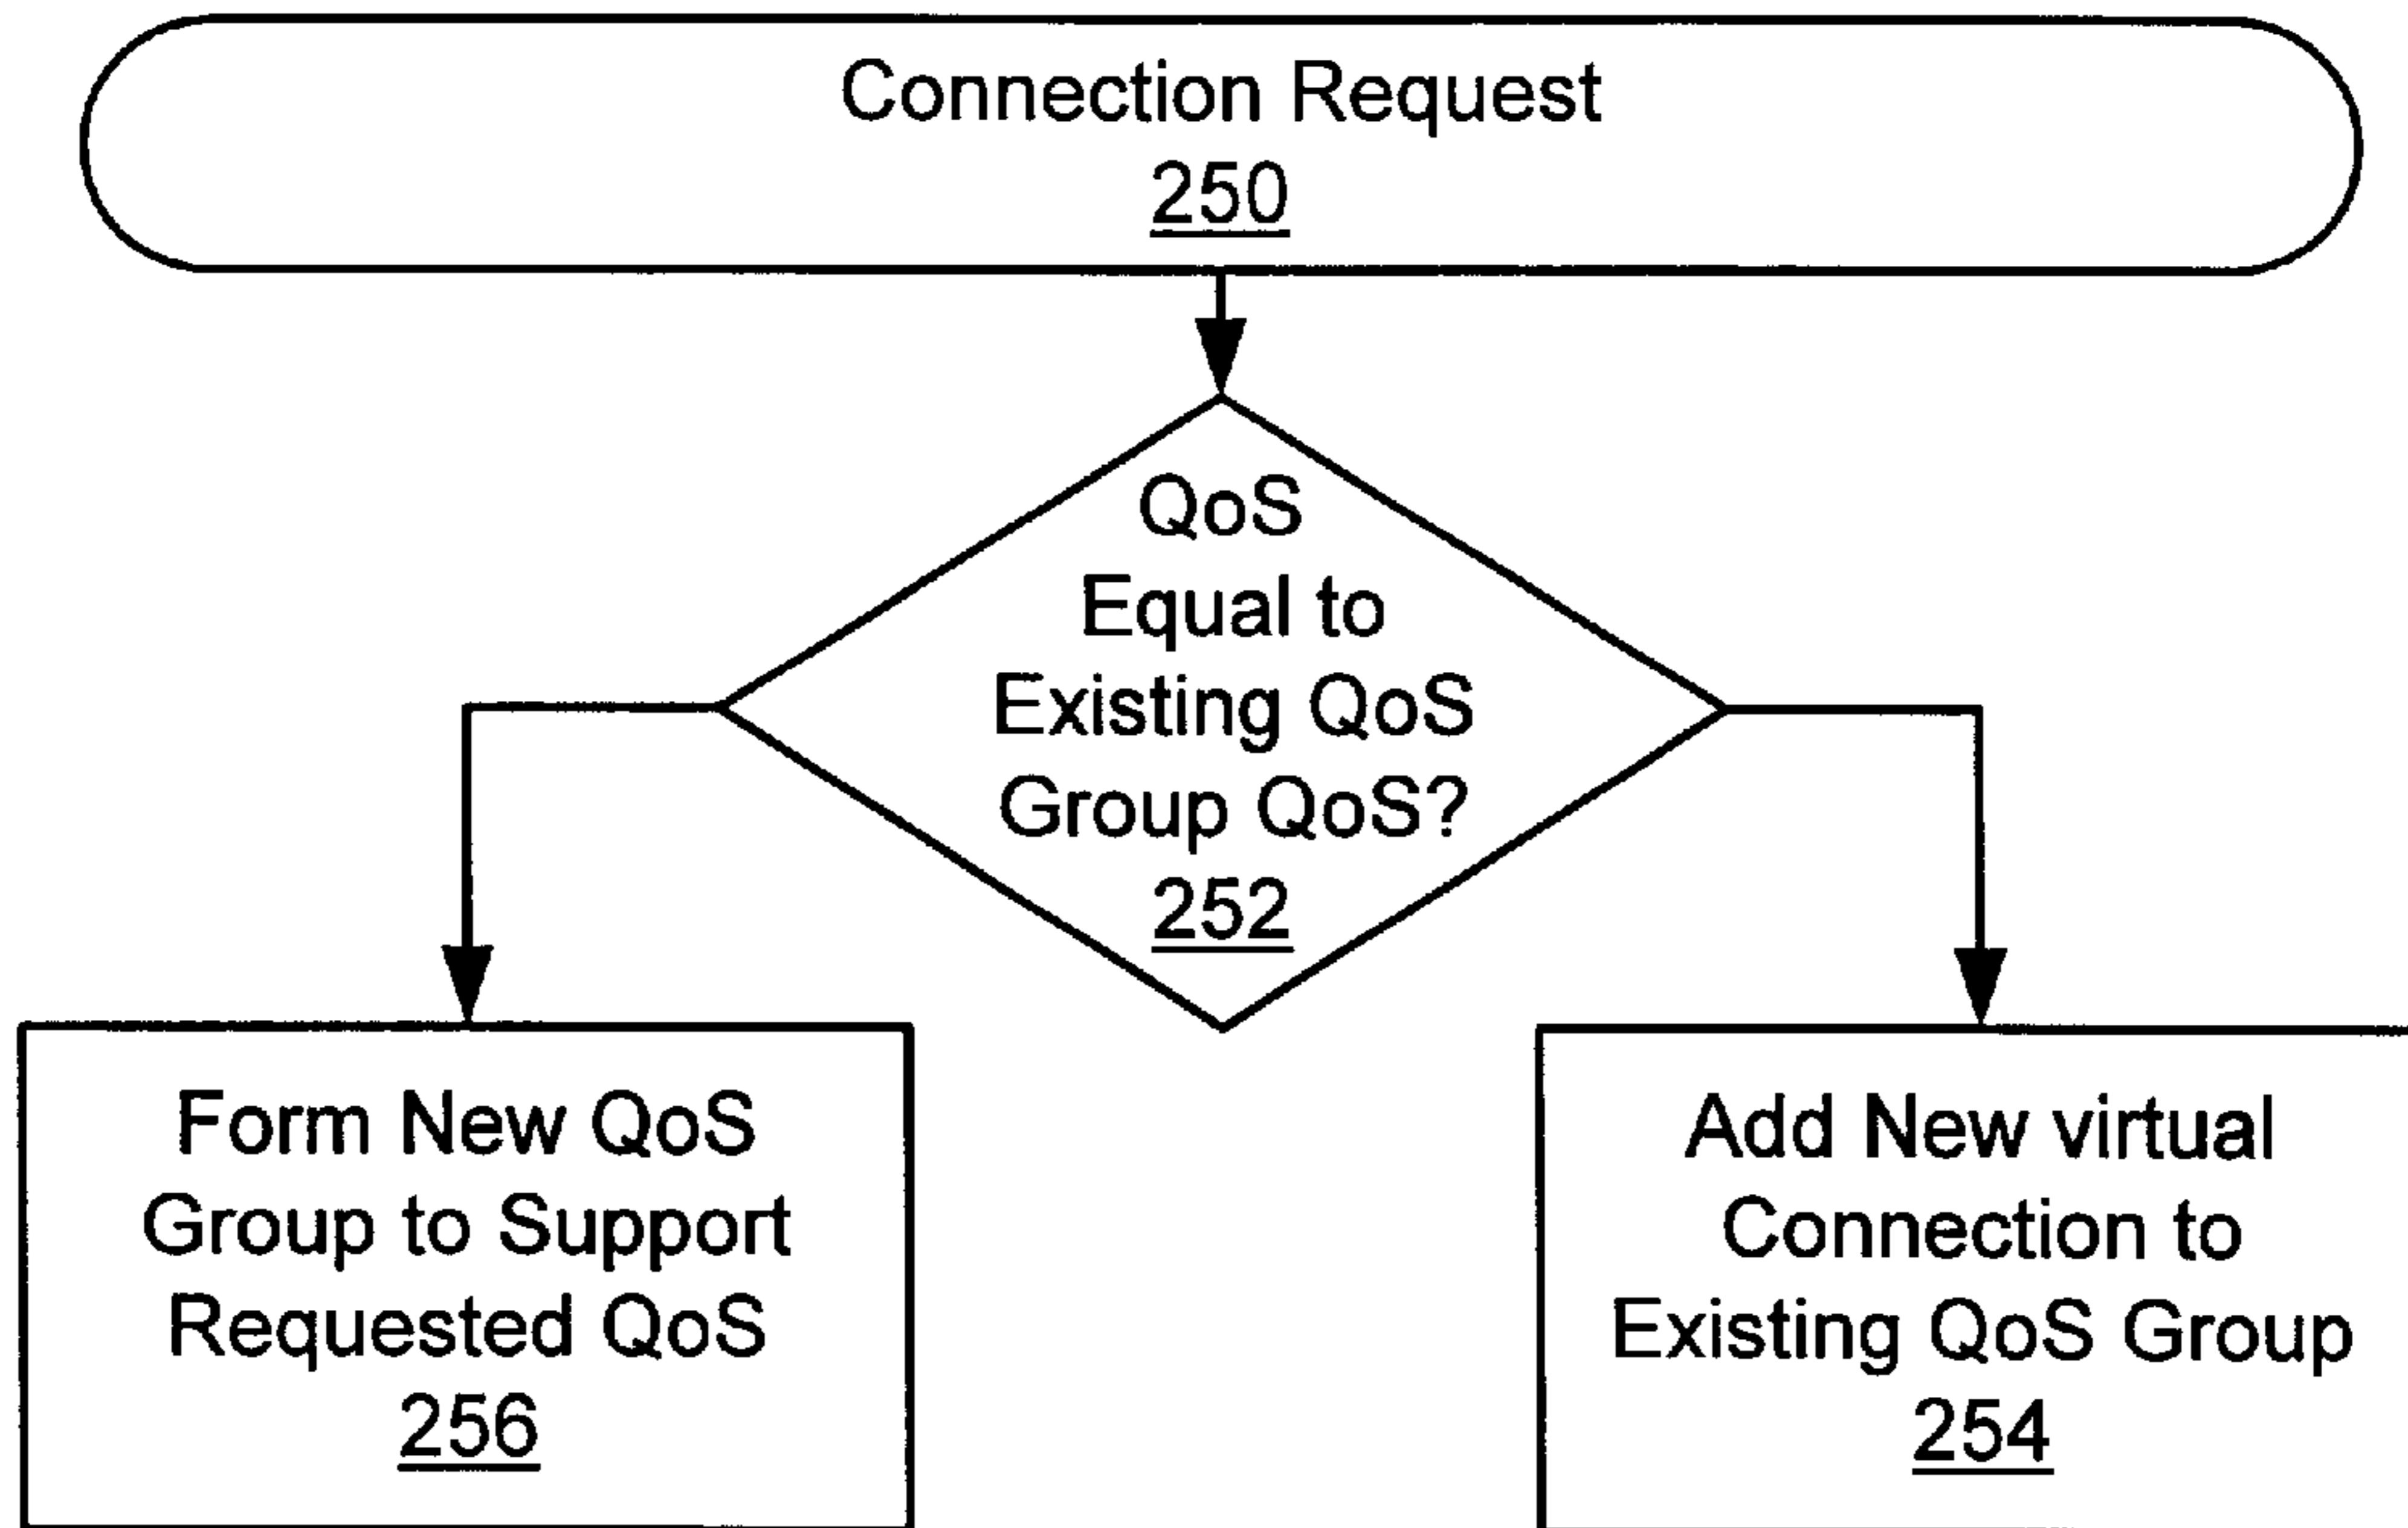 Connection Request
250
QoS
Equal to
Existing QoS
Group QoS?
252
Form New QoS
Group to Support
Requested QoS
256
Add New virtual
Connection to
Existing QoS Group
254